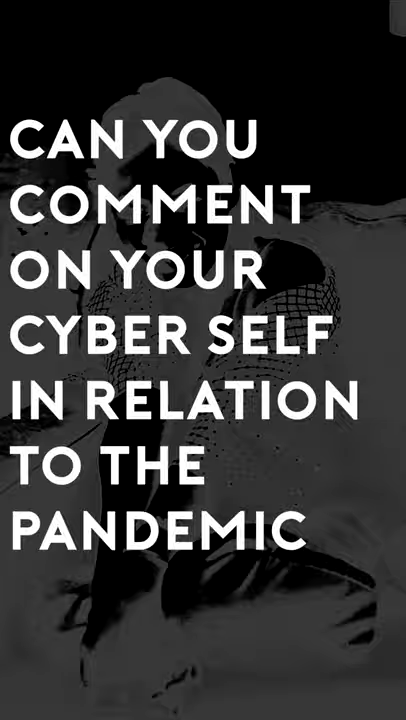 CAN YOU
COMMENT
ON YOUR
CYBER SELF
IN RELATION
TO THE
PANDEMIC